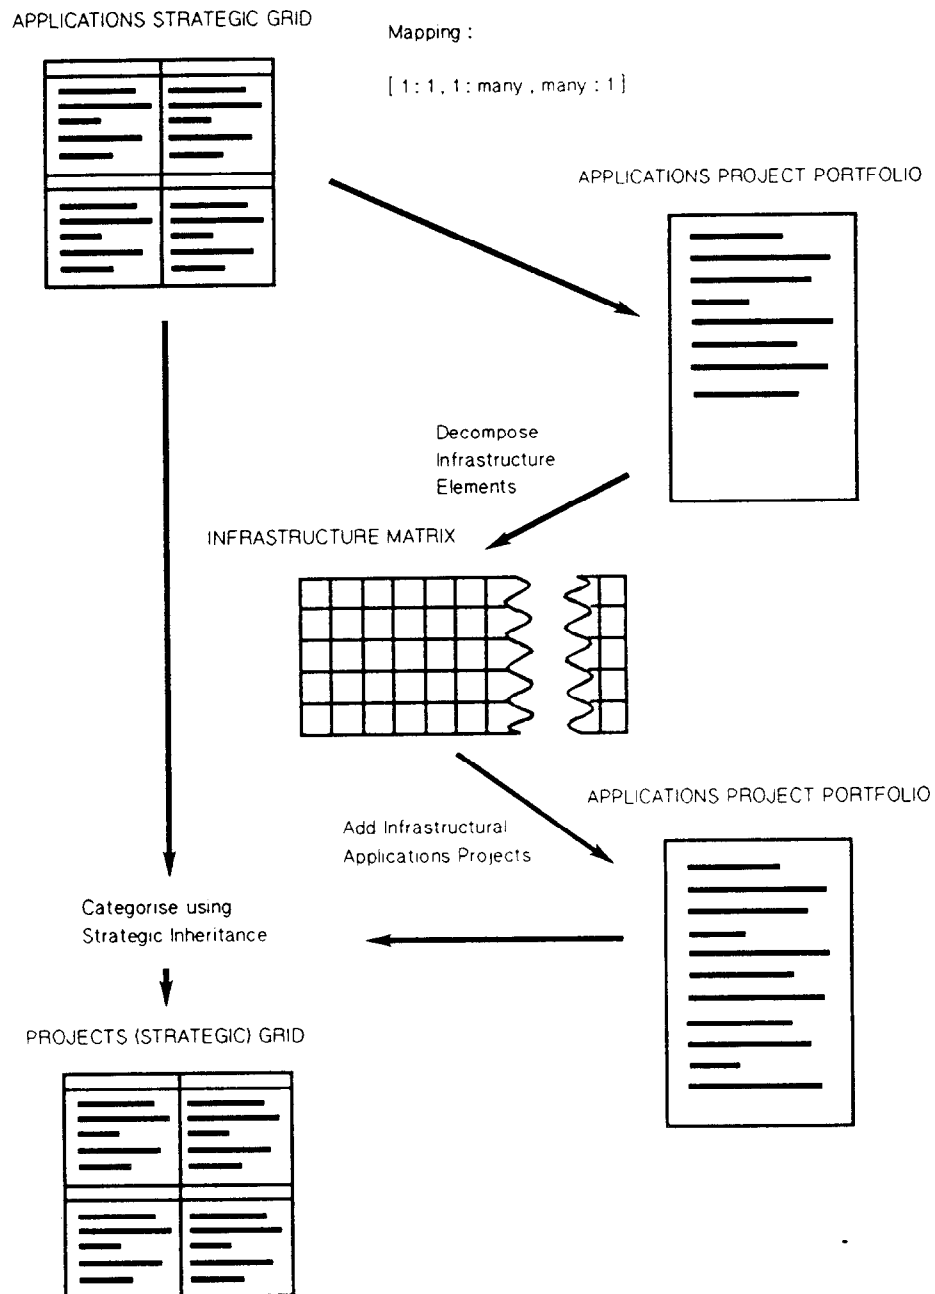 APPLICATIONS STRATEGIC GRID
Mapping :
[ 1 : 1 , 1 : many , many : 1 ]
APPLICATIONS PROJECT PORTFOLIO
Decompose
Infrastructure
Elements
INFRASTRUCTURE MATRIX
APPLICATIONS PROJECT PORTFOLIO
Add Infrastructural
Applications Projects
Categorise using
Strategic Inheritance
PROJECTS (STRATEGIC) GRID